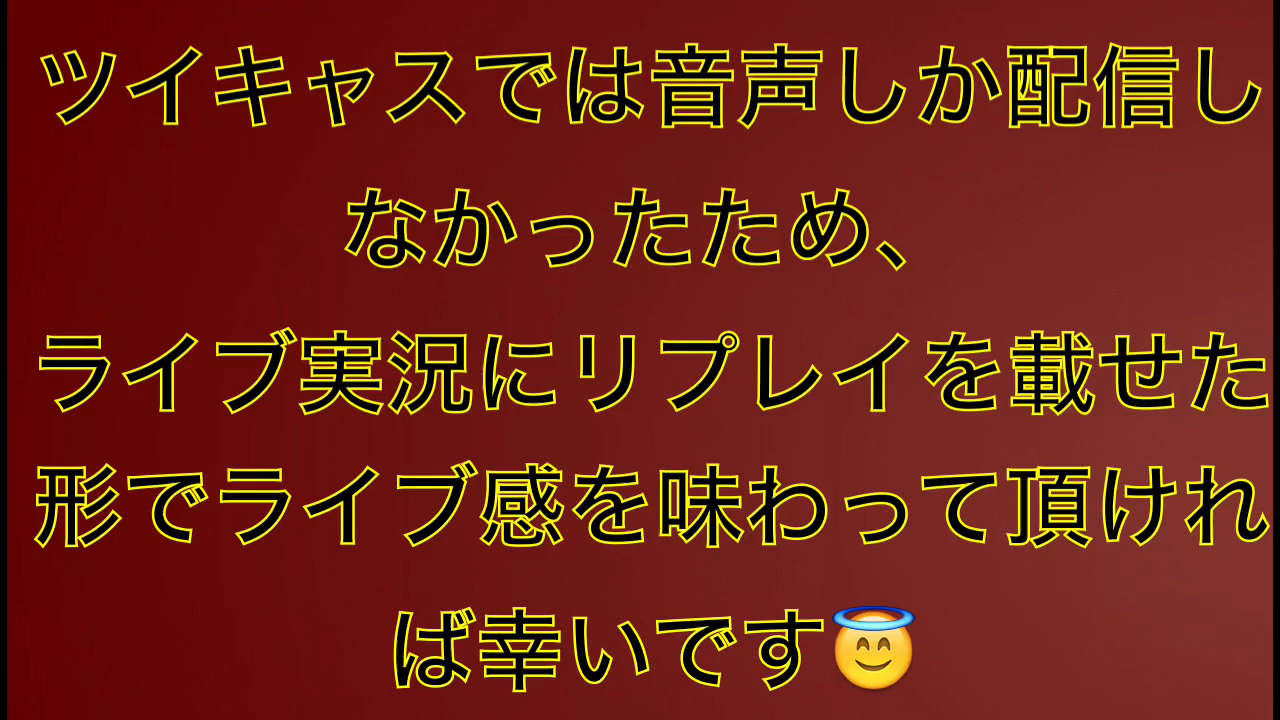 ツイキャスでは音声しか配信し
なかったため、
ライブ実況にリプレイを載せた
形でライブ感を味わって頂けれ
ば幸いです😇